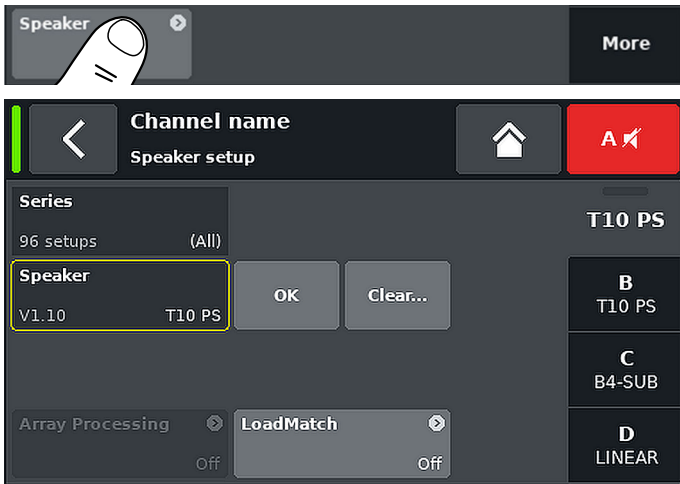 Speaker
More
Channel name
Speaker setup
A
Series
96 setups (All)
T10 PS
Speaker
V1.10 T10 PS
OK
Clear...
B
T10 PS
C
B4-SUB
Array Processing
Off
LoadMatch
Off
D
LINEAR